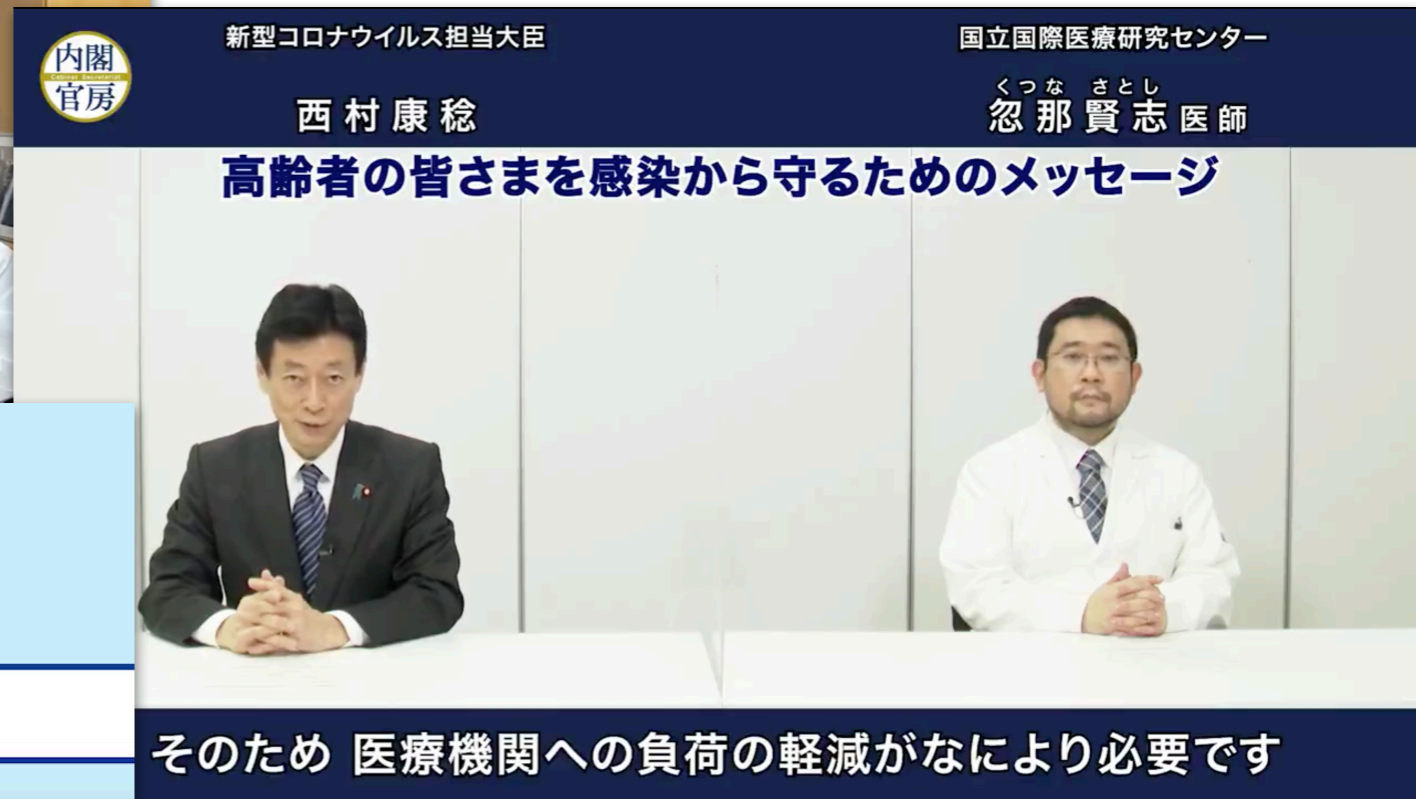 内閣
Cabinet Secretariat
官房
新型コロナウイルス担当大臣
西村康稔
国立国際医療研究センター
くつな さとし
忽那賢志医師
高齢者の皆さまを感染から守るためのメッセージ
そのため 医療機関への負荷の軽減がなにより必要です